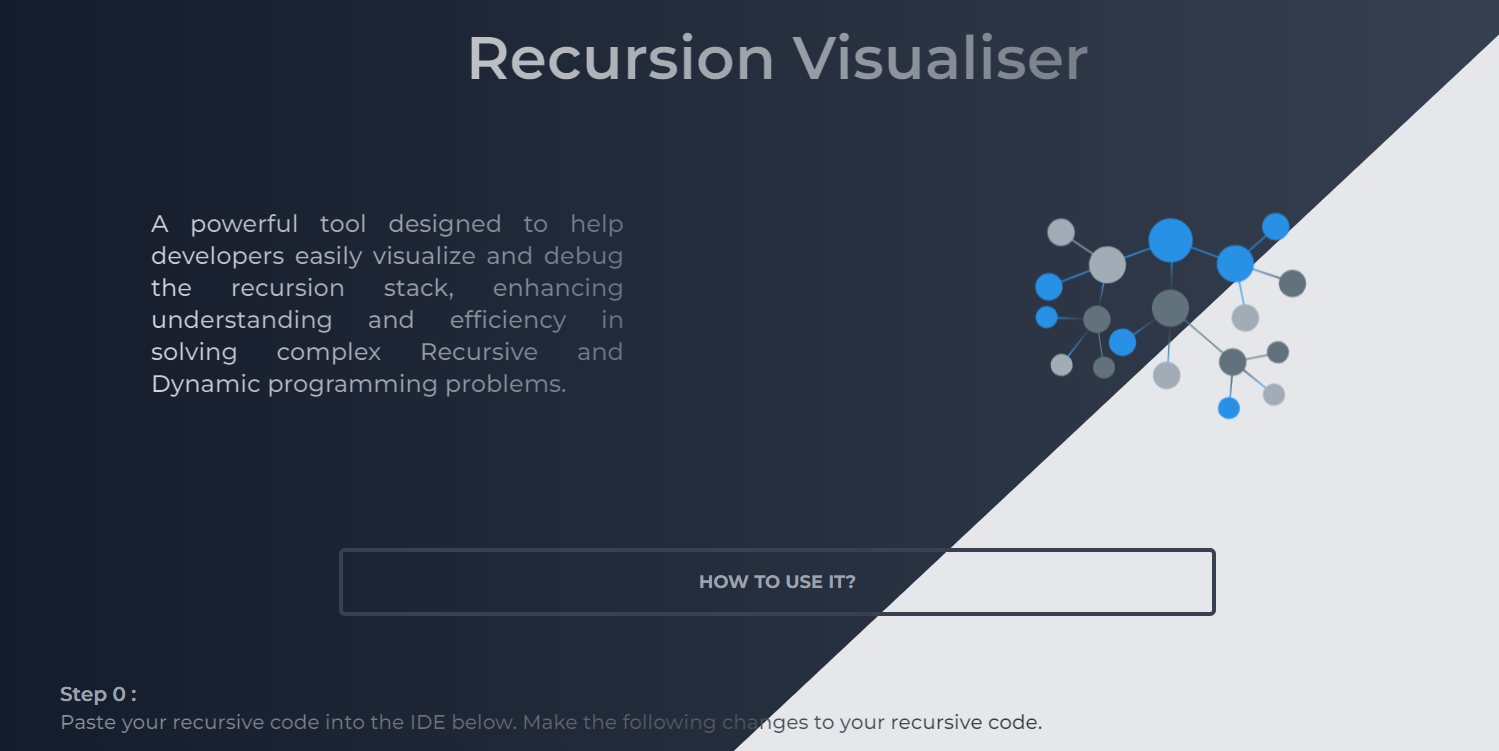 Recursion Visualiser
A powerful tool designed to help
developers easily visualize and debug
the recursion stack, enhancing
understanding and efficiency in
solving complex Recursive and
Dynamic programming problems.
HOW TO USE IT?
Step 0 :
Paste your recursive code into the IDE below. Make the following changes to your recursive code.